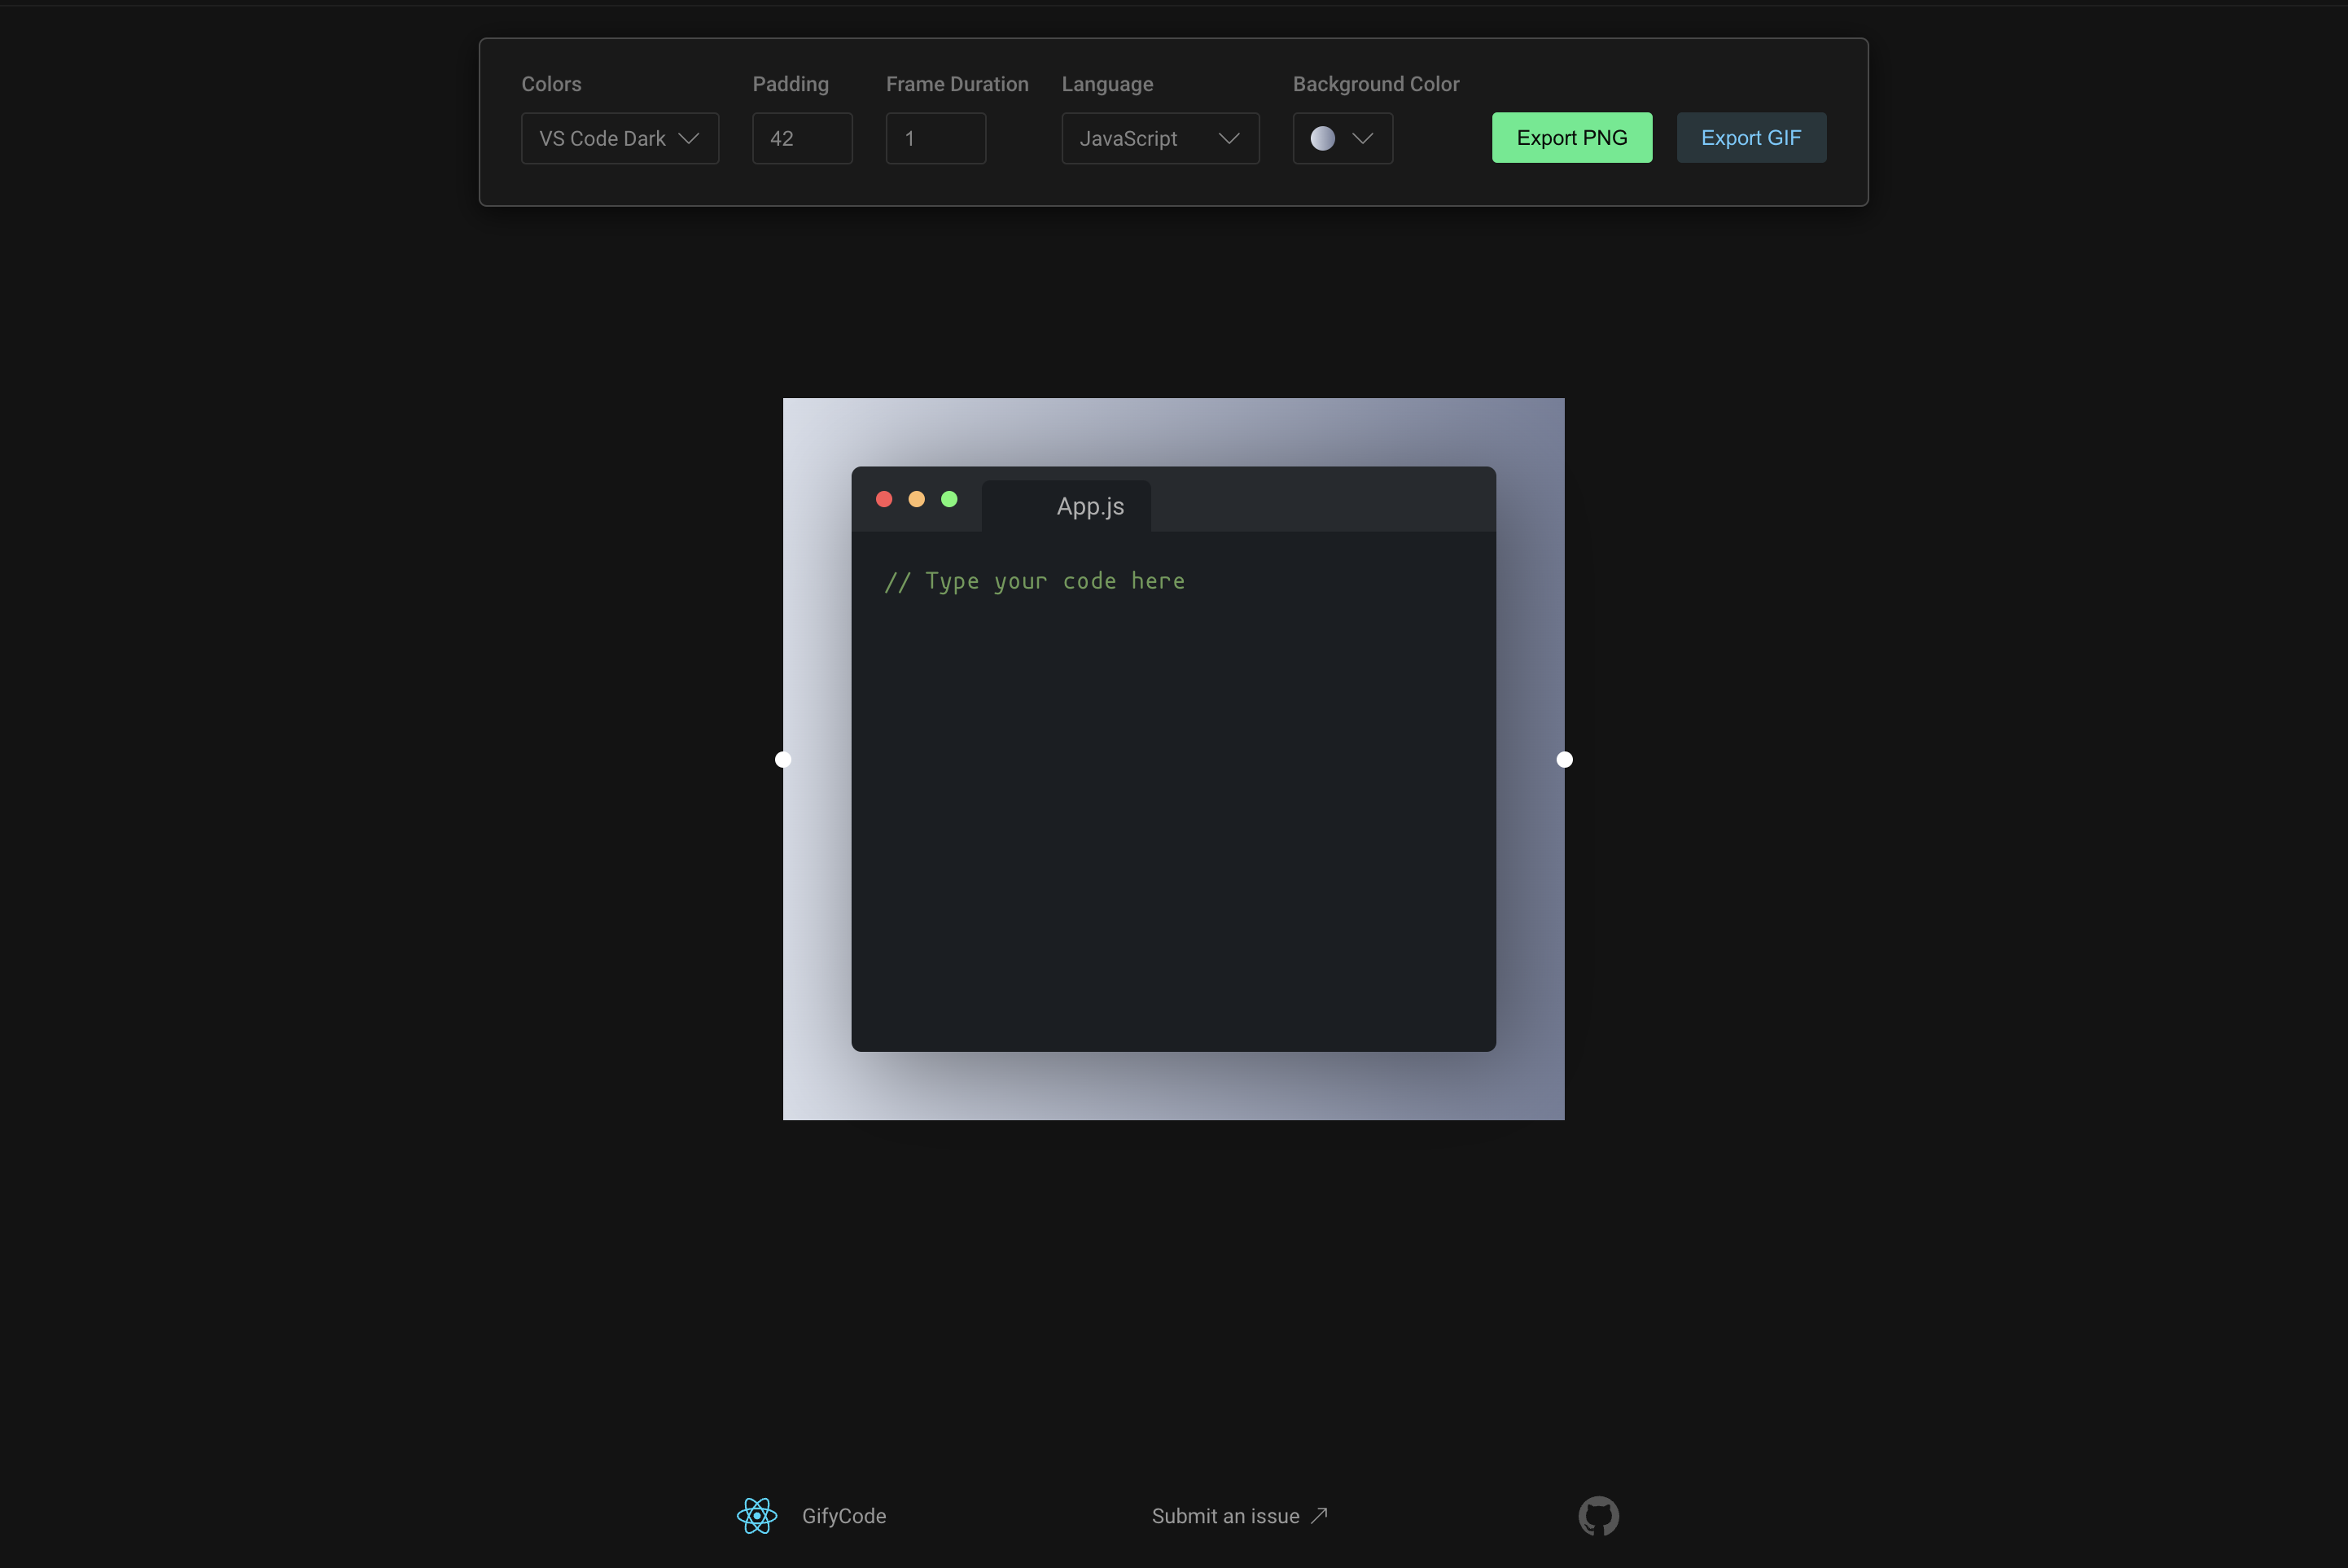 Colors
Padding
Frame Duration
Language
Background Color
VS Code Dark
42
1
JavaScript
Export PNG
Export GIF
App.js
// Type your code here
GifyCode
Submit an issue